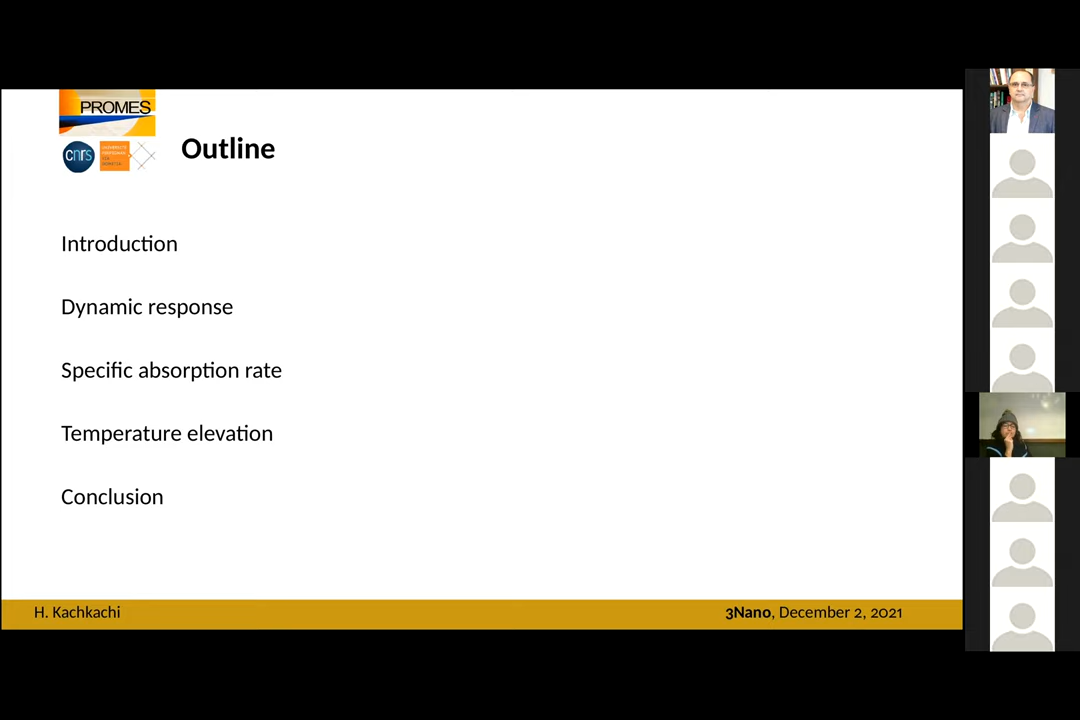 PROMES
cnrs
Outline
Introduction
Dynamic response
Specific absorption rate
Temperature elevation
Conclusion
H. Kachkachi
3Nano, December 2, 2021